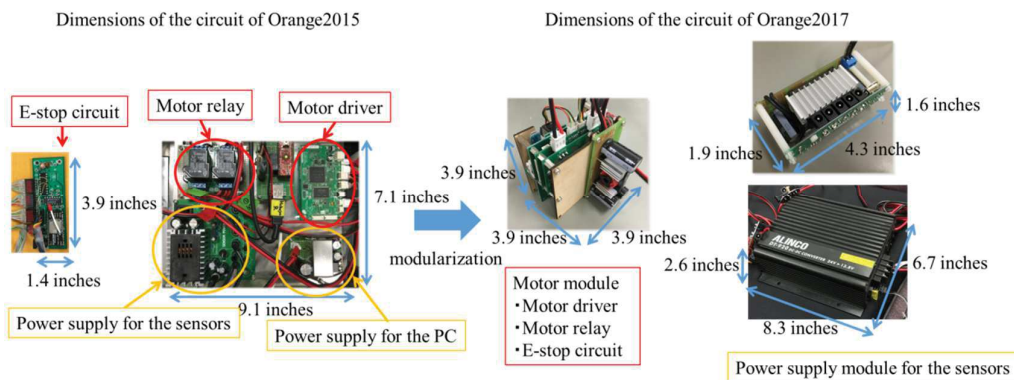 Dimensions of the circuit of Orange2015
Dimensions of the circuit of Orange2017
E-stop circuit
Motor relay
Motor driver
3.9 inches
1.4 inches
7.1 inches
9.1 inches
Power supply for the sensors
Power supply for the PC
modularization
3.9 inches
3.9 inches
3.9 inches
Motor module
・Motor driver
・Motor relay
・E-stop circuit
1.6 inches
1.9 inches
4.3 inches
ALINCO
2.6 inches
6.7 inches
8.3 inches
Power supply module for the sensors